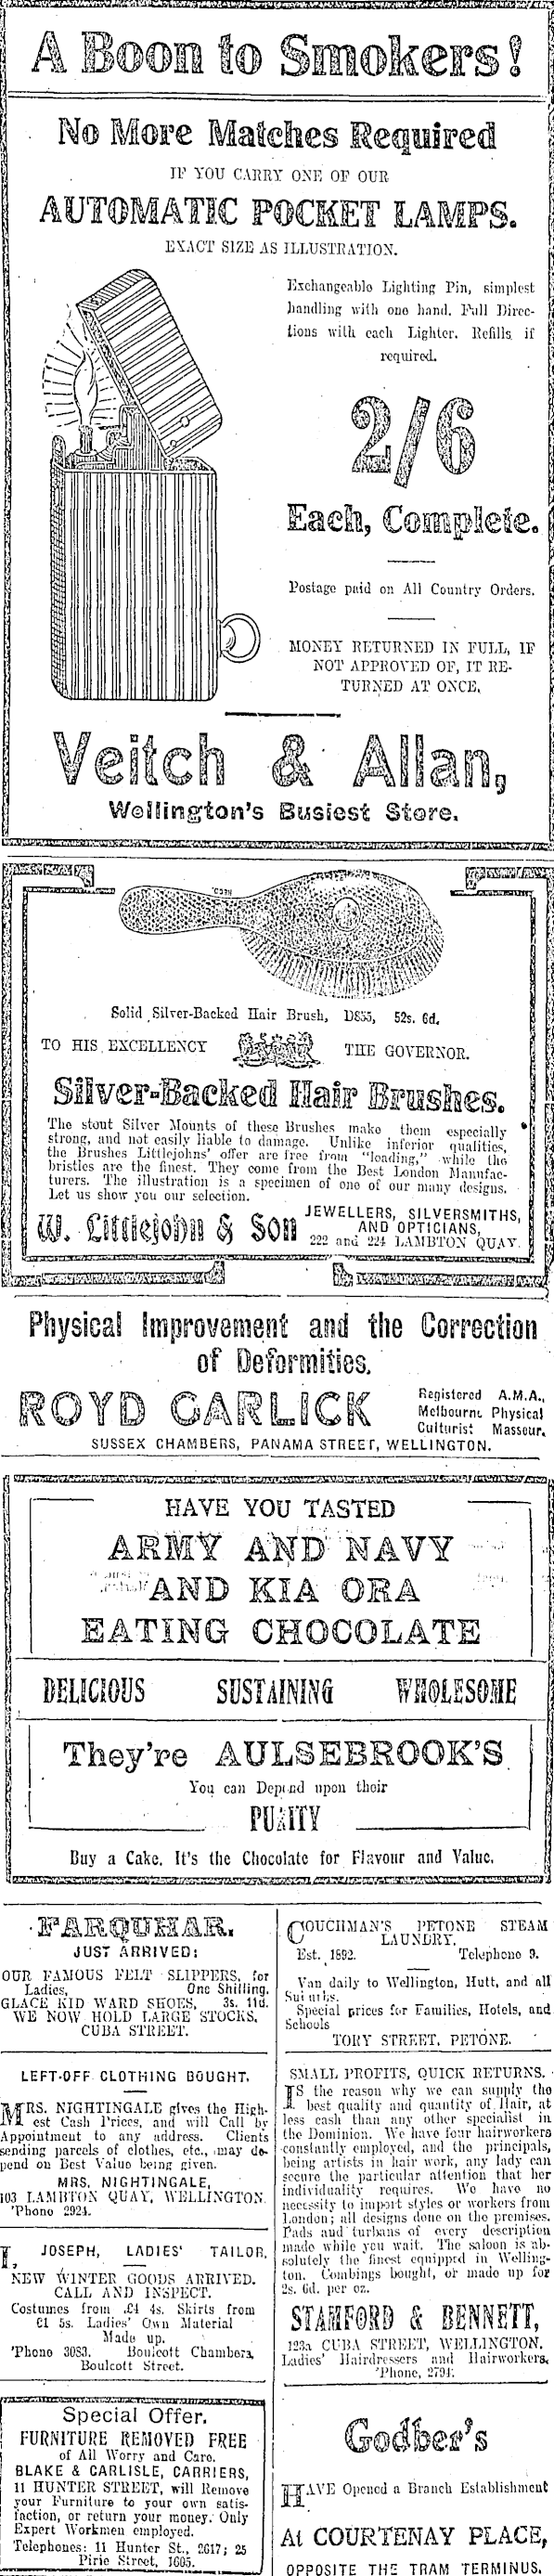 A Boon to Smokers!
No More Matches Required
IF YOU CARRY ONE OF OUR
AUTOMATIC POCKET LAMPS.
EXACT SIZE AS ILLUSTRATION.
Exchangeable Lighting Pin, simplest
handling with one hand. Full Direc-
tions with each Lighter. Refills if
required.
2/6
Each, Complete.
Postage paid on All Country Orders.
MONEY RETURNED IN FULL, IF
NOT APPROVED OF, IT RE-
TURNED AT ONCE.
Veitch & Allan,
Wellington's Busiest Store.
Solid Silver-Backed Hair Brush, D855, 52s. 6d.
TO HIS EXCELLENCY THE GOVERNOR.
Silver-Backed Hair Brushes.
The stout Silver Mounts of these Brushes make them especially
strong, and not easily liable to damage. Unlike inferior qualities,
the Brushes Littlejohns' offer are free from "loading," while the
bristles are the finest. They come from the Best London Manufac-
turers. The illustration is a specimen of one of our many designs.
Let us show you our selection.
W. Littlejohn & Son
JEWELLERS, SILVERSMITHS,
AND OPTICIANS,
222 and 224 LAMBTON QUAY.
Physical Improvement and the Correction
of Deformities.
ROYD GARLICK
Registered A.M.A.,
Melbourne Physical
Culturist Masseur.
SUSSEX CHAMBERS, PANAMA STREET, WELLINGTON.
HAVE YOU TASTED
ARMY AND NAVY
AND KIA ORA
EATING CHOCOLATE
DELICIOUS SUSTAINING WHOLESOME
They're AULSEBROOK'S
You can Depend upon their
PURITY
Buy a Cake. It's the Chocolate for Flavour and Value.
FARQUHAR.
JUST ARRIVED:
OUR FAMOUS FELT SLIPPERS, for
Ladies, One Shilling.
GLACE KID WARD SHOES, 3s. 11d.
WE NOW HOLD LARGE STOCKS.
CUBA STREET.
LEFT-OFF CLOTHING BOUGHT.
MRS. NIGHTINGALE gives the High-
est Cash Prices, and will Call by
Appointment to any address. Clients
sending parcels of clothes, etc., may de-
pend on Best Value being given.
MRS. NIGHTINGALE,
103 LAMBTON QUAY, WELLINGTON.
'Phone 2924.
I, JOSEPH, LADIES' TAILOR.
NEW WINTER GOODS ARRIVED.
CALL AND INSPECT.
Costumes from £4 4s. Skirts from
£1 5s. Ladies' Own Material
Made up.
'Phone 3083. Boulcott Chambers,
Boulcott Street.
Special Offer.
FURNITURE REMOVED FREE
of All Worry and Care.
BLAKE & CARLISLE, CARRIERS,
11 HUNTER STREET, will Remove
your Furniture to your own satis-
faction, or return your money. Only
Expert Workmen employed.
Telephones: 11 Hunter St., 2617; 25
Pirie Street, 1605.
COUCHMAN'S PETONE STEAM
LAUNDRY.
Est. 1892. Telephone 9.
Van daily to Wellington, Hutt, and all
Suburbs.
Special prices for Families, Hotels, and
Schools
TORY STREET, PETONE.
SMALL PROFITS, QUICK RETURNS.
IS the reason why we can supply the
best quality and quantity of Hair, at
less cash than any other specialist in
the Dominion. We have four hairworkers
constantly employed, and the principals,
being artists in hair work, any lady can
secure the particular attention that her
individuality requires. We have no
necessity to import styles or workers from
London; all designs done on the premises.
Pads and turbans of every description
made while you wait. The saloon is ab-
solutely the finest equipped in Welling-
ton. Combings bought, or made up for
2s. 6d. per oz.
STAMFORD & BENNETT,
123a CUBA STREET, WELLINGTON.
Ladies' Hairdressers and Hairworkers.
'Phone, 2794.
Godber's
HAVE Opened a Branch Establishment
At COURTENAY PLACE,
OPPOSITE THE TRAM TERMINUS.